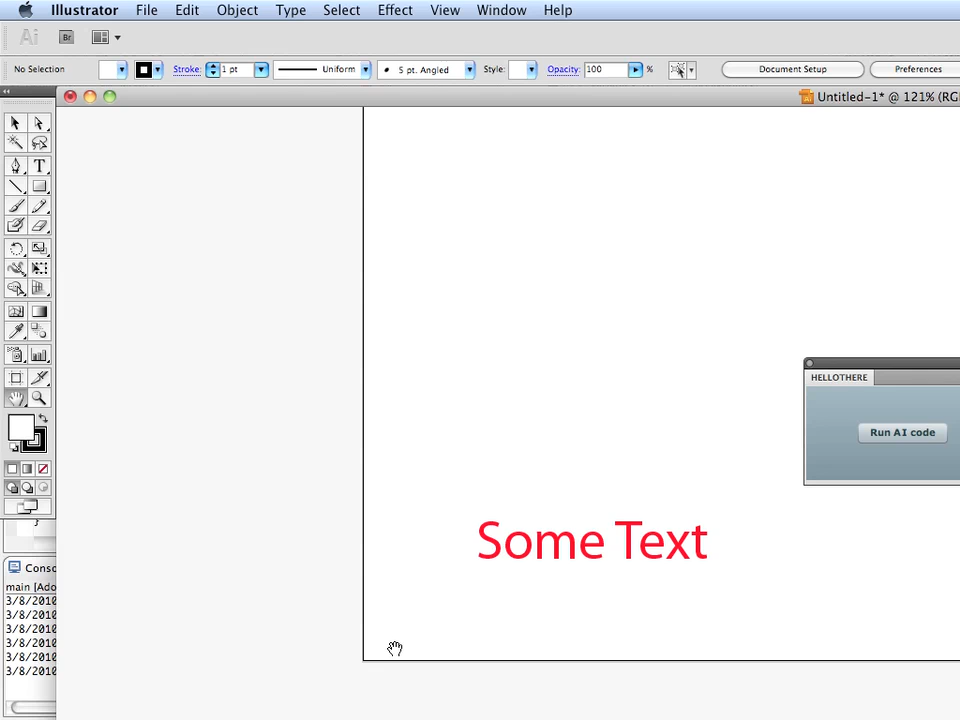 Illustrator File Edit Object Type Select Effect View Window Help
Ai Br
No Selection Stroke: 1 pt Uniform 5 pt. Angled Style: Opacity: 100 % Document Setup Preferences
Untitled-1* @ 121% (RG
T
HELLOTHERE
Run AI code
Some Text
Conso
main [Ado
3/8/2010
3/8/2010
3/8/2010
3/8/2010
3/8/2010
3/8/2010